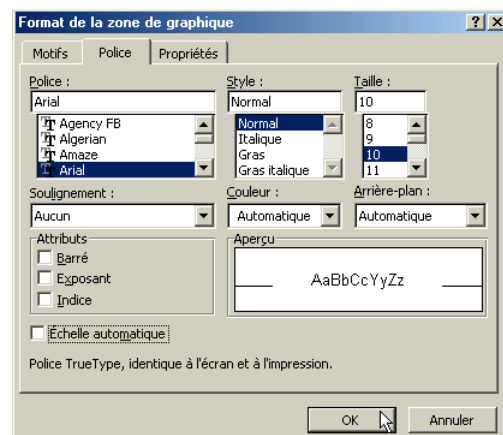 Format de la zone de graphique
Motifs Police Propriétés
Police : Style : Taille :
Arial Normal 10
Agency FB Normal 8
Algerian Italique 9
Amaze Gras 10
Arial Gras italique 11
Soulignement : Couleur : Arrière-plan :
Aucun Automatique Automatique
Attributs Aperçu
Barré
Exposant AaBbCcYyZz
Indice
Echelle automatique
Police TrueType, identique à l'écran et à l'impression.
OK Annuler